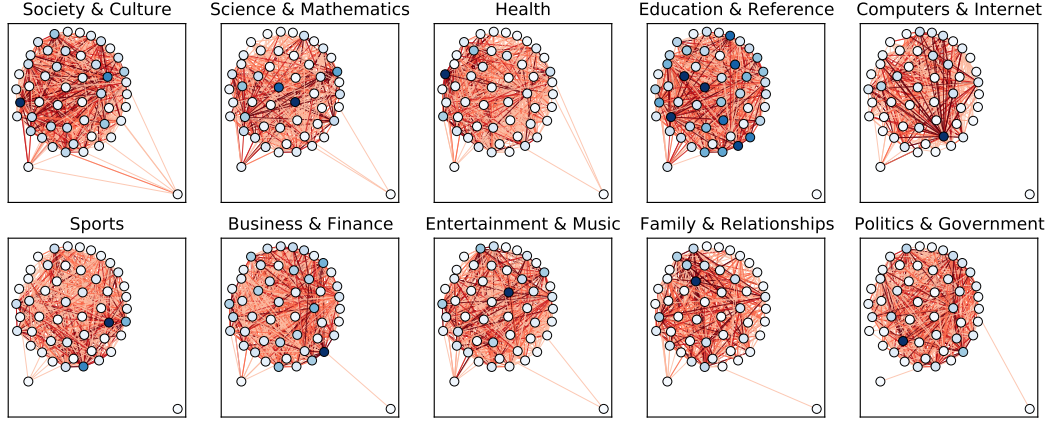 Society & Culture
Science & Mathematics
Health
Education & Reference
Computers & Internet
Sports
Business & Finance
Entertainment & Music
Family & Relationships
Politics & Government